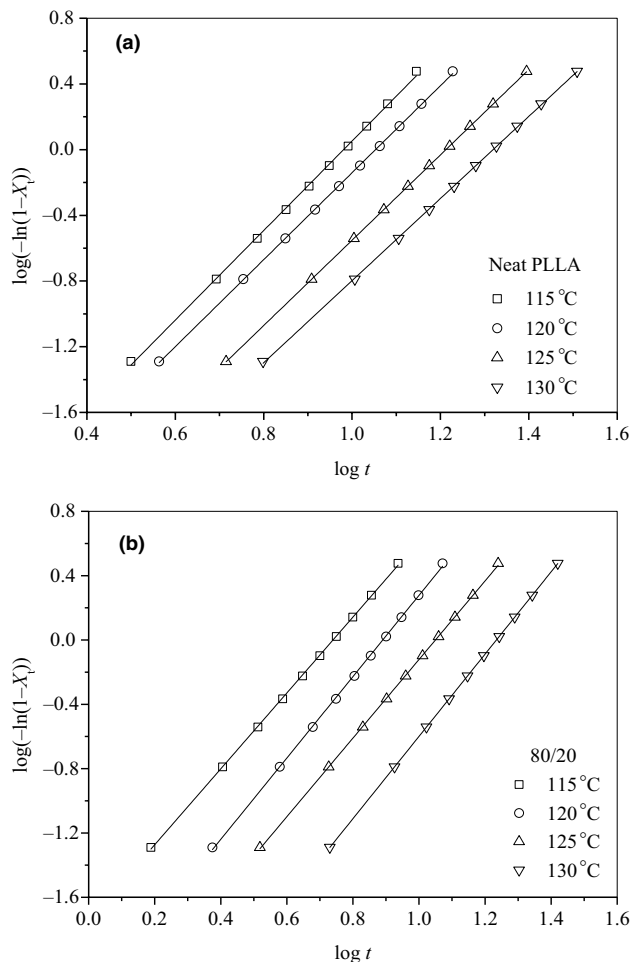 (a)
0.8
0.4
0.0
−0.4
−0.8
−1.2
−1.6
log(−ln(1−Xt))
Neat PLLA
115 °C
120 °C
125 °C
130 °C
0.4 0.6 0.8 1.0 1.2 1.4 1.6
log t
(b)
0.8
0.4
0.0
−0.4
−0.8
−1.2
−1.6
log(−ln(1−Xt))
80/20
115 °C
120 °C
125 °C
130 °C
0.0 0.2 0.4 0.6 0.8 1.0 1.2 1.4 1.6
log t